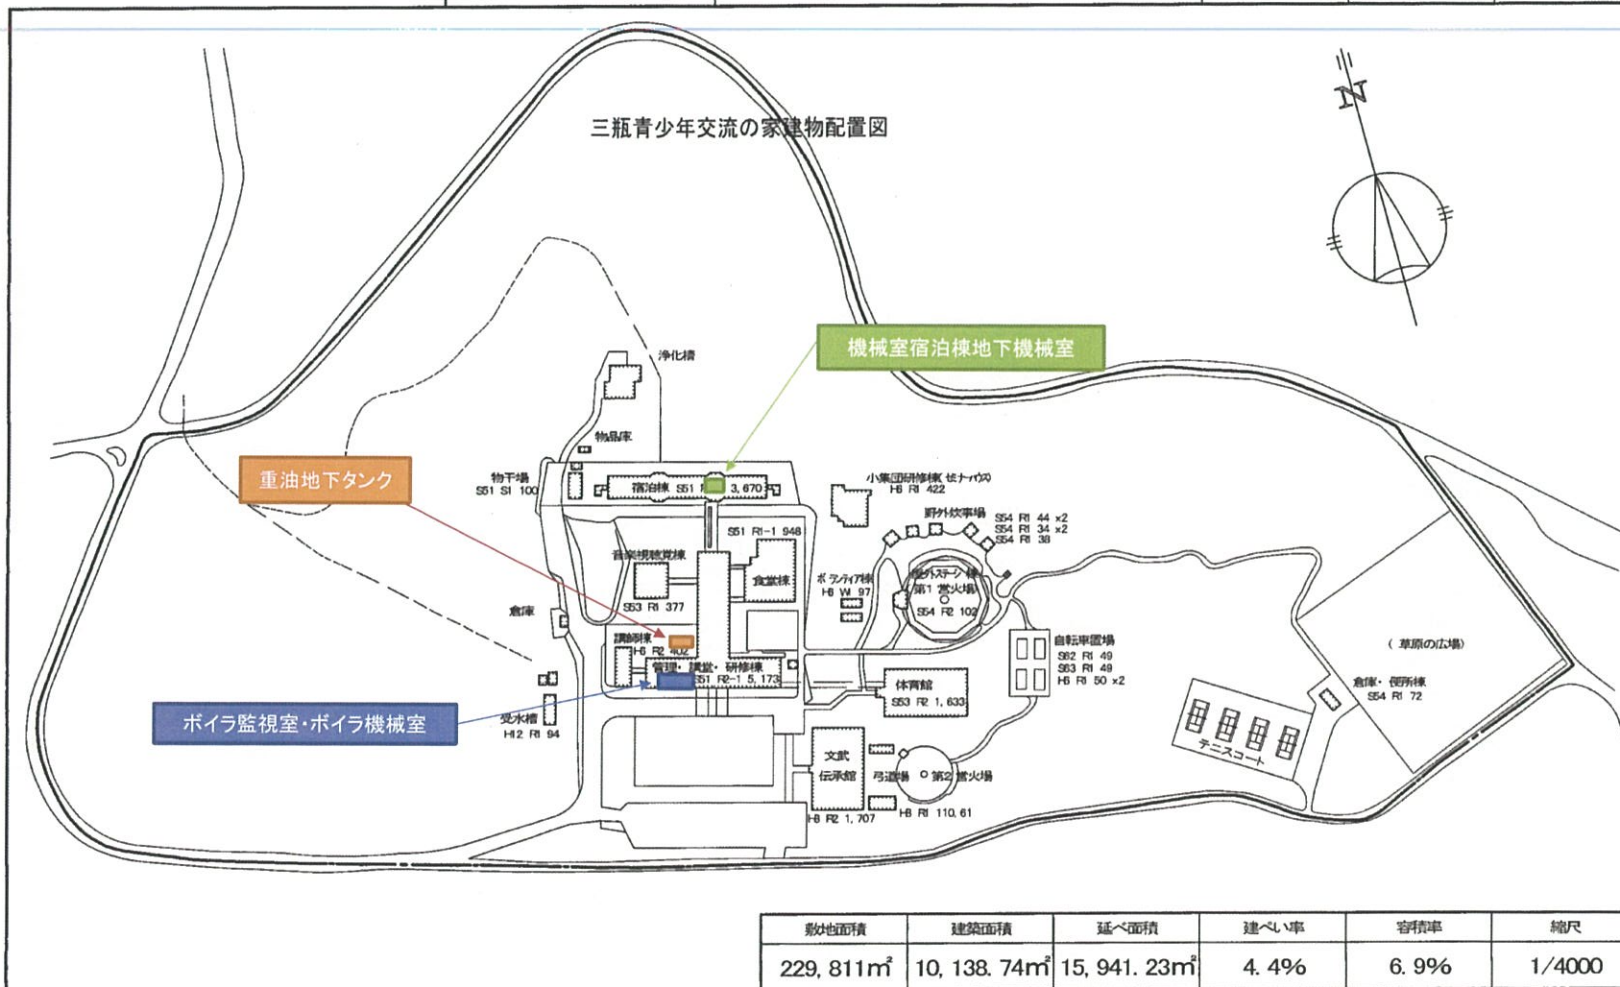 三瓶青少年交流の家建物配置図
N
機械室宿泊棟地下機械室
浄化槽
物品庫
重油地下タンク
物干場
S51 S1 100
宿泊棟 S51 3,670
小集団研修棟
H6 R1 422
野外炊事場
S54 R1 44 x2
S54 R1 34 x2
S54 R1 38
S51 R1-1 948
音楽視聴覚棟
食堂棟
S53 R1 377
ボランティア棟
第1 営火場
S54 R2 102
倉庫
講師棟
H6 R2 402
管理・講堂・研修棟
S51 R2-1 5,173
自転車置場
S62 R1 49
S63 R1 49
H6 R1 50 x2
(草原の広場)
体育館
S53 R2 1,633
倉庫・便所棟
S54 R1 72
ボイラ監視室・ボイラ機械室
受水槽
H12 R1 94
テニスコート
文武
伝承館
弓道場
第2 営火場
R2 1,707
R1 110,61
敷地面積 建築面積 延べ面積 建ぺい率 容積率 縮尺
229,811㎡ 10,138.74㎡ 15,941.23㎡ 4.4% 6.9% 1/4000